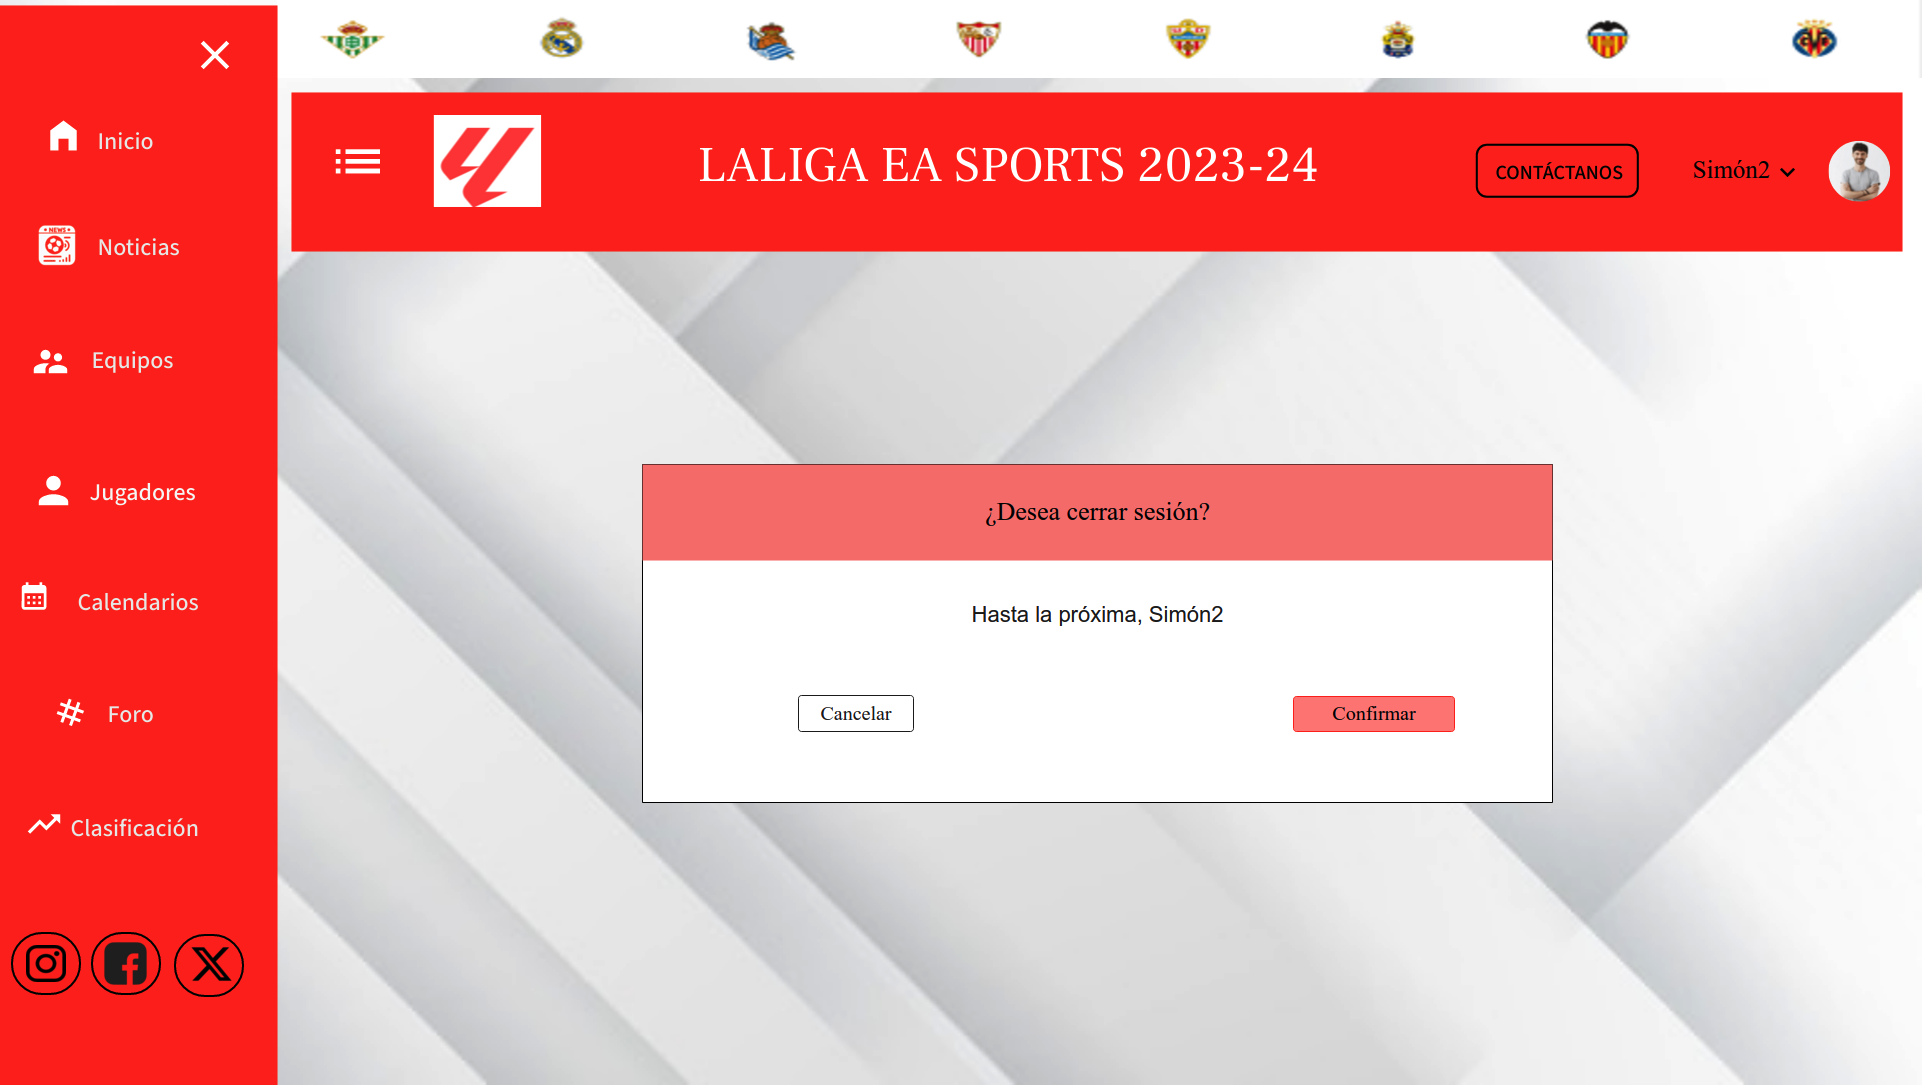 Inicio
NEWS
Noticias
Equipos
Jugadores
Calendarios
Foro
Clasificación
LALIGA EA SPORTS 2023-24
CONTÁCTANOS
Simón2
¿Desea cerrar sesión?
Hasta la próxima, Simón2
Cancelar
Confirmar